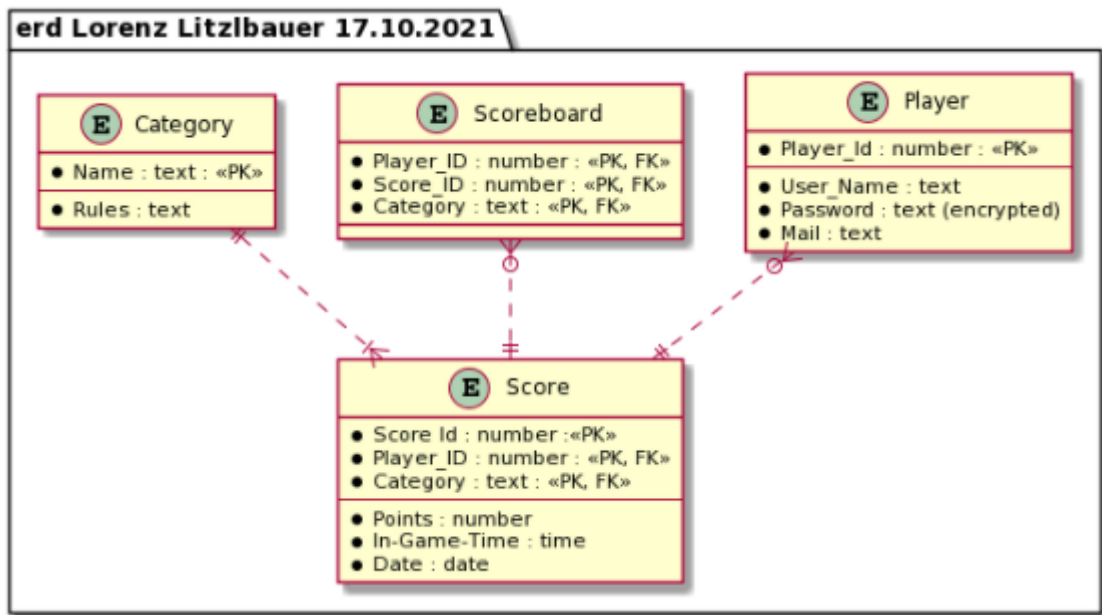 erd Lorenz Litzlbauer 17.10.2021
E Category
Name : text : «PK»
Rules : text
E Scoreboard
Player_ID : number : «PK, FK»
Score_ID : number : «PK, FK»
Category : text : «PK, FK»
E Player
Player_Id : number : «PK»
User_Name : text
Password : text (encrypted)
Mail : text
E Score
Score Id : number :«PK»
Player_ID : number : «PK, FK»
Category : text : «PK, FK»
Points : number
In-Game-Time : time
Date : date